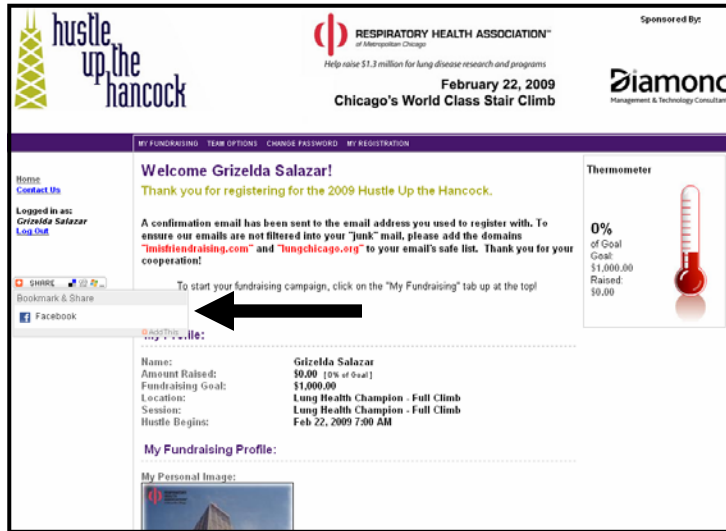 hustle
up the
hancock
RESPIRATORY HEALTH ASSOCIATION™
of Metropolitan Chicago
Help raise $1.3 million for lung disease research and programs
February 22, 2009
Chicago's World Class Stair Climb
Sponsored By:
Diamond
Management & Technology Consultants
MY FUNDRAISING TEAM OPTIONS CHANGE PASSWORD MY REGISTRATION
Home
Contact Us
Logged in as:
Grizelda Salazar
Log Out
SHARE
Bookmark & Share
Facebook
AddThis
Welcome Grizelda Salazar!
Thank you for registering for the 2009 Hustle Up the Hancock.
A confirmation email has been sent to the email address you used to register with. To
ensure our emails are not filtered into your "junk" mail, please add the domains
"lmisfriendraising.com" and "lungchicago.org" to your email's safe list. Thank you for your
cooperation!
To start your fundraising campaign, click on the "My Fundraising" tab up at the top!
My Profile:
Name: Grizelda Salazar
Amount Raised: $0.00 [0% of Goal]
Fundraising Goal: $1,000.00
Location: Lung Health Champion - Full Climb
Session: Lung Health Champion - Full Climb
Hustle Begins: Feb 22, 2009 7:00 AM
My Fundraising Profile:
My Personal Image:
Thermometer
0%
of Goal
Goal:
$1,000.00
Raised:
$0.00